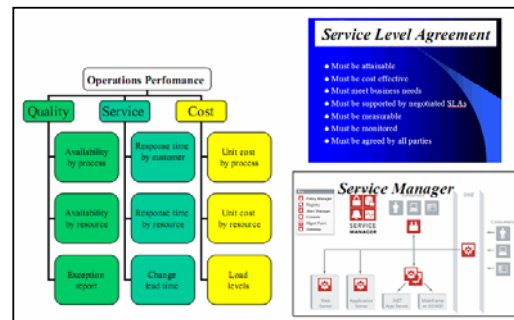 Operations Perfomance
Quality
Service
Cost
Availability
by process
Response time
by customer
Unit cost
by process
Availability
by resource
Response time
by resource
Unit cost
by resource
Exception
report
Change
lead time
Load
levels
Service Level Agreement
Must be attainable
Must be cost effective
Must meet business needs
Must be supported by negotiated SLAs
Must be measurable
Must be monitored
Must be agreed by all parties
Service Manager
SERVICE
MANAGER
Web
Server
Application
Server
.NET
App Server